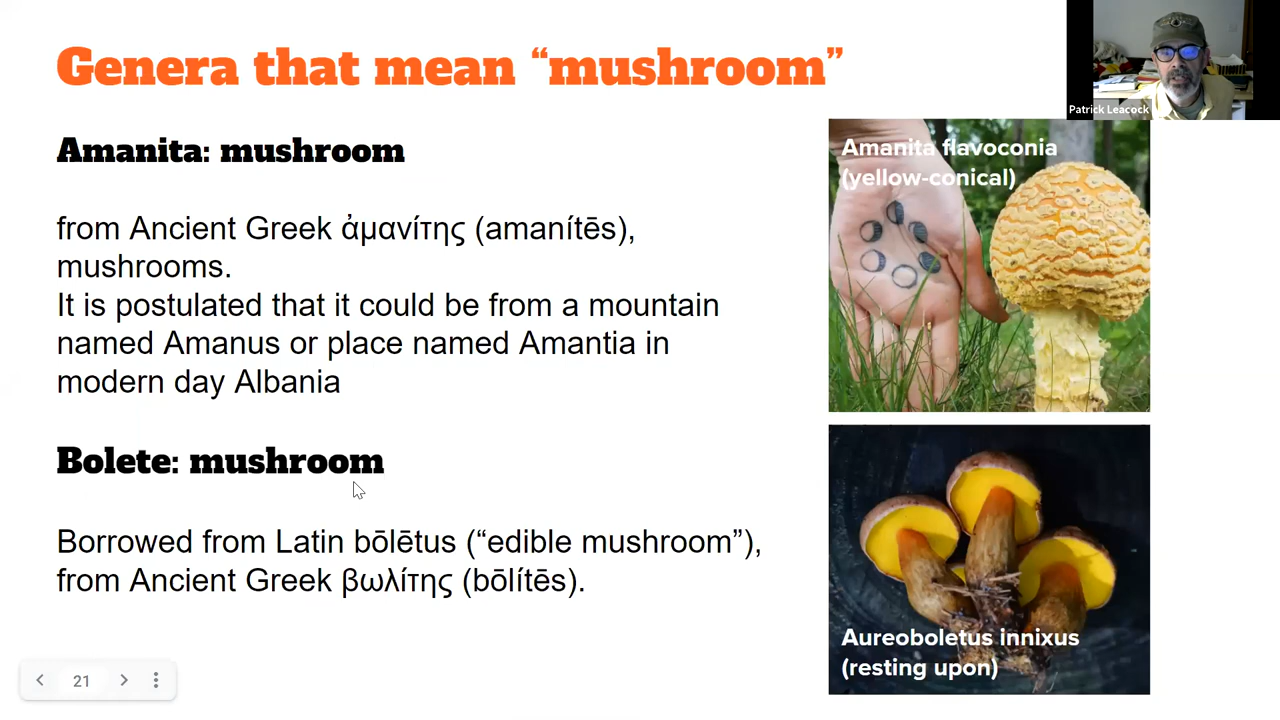 Genera that mean “mushroom”
Patrick Leacock
Amanita: mushroom
from Ancient Greek ἀμανίτης (amanítēs),
mushrooms.
It is postulated that it could be from a mountain
named Amanus or place named Amantia in
modern day Albania
Bolete: mushroom
Borrowed from Latin bōlētus (“edible mushroom”),
from Ancient Greek βωλίτης (bōlítēs).
Amanita flavoconia
(yellow-conical)
Aureoboletus innixus
(resting upon)
21